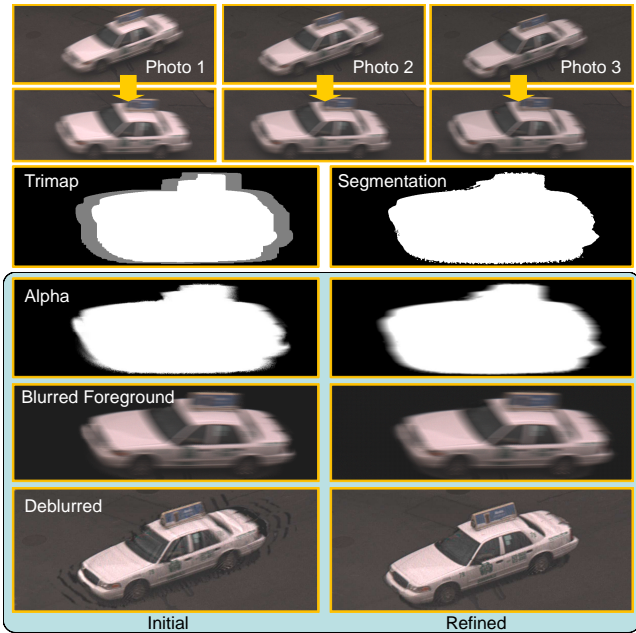 Photo 1
Photo 2
Photo 3
Trimap
Segmentation
Alpha
Blurred Foreground
Deblurred
Initial
Refined